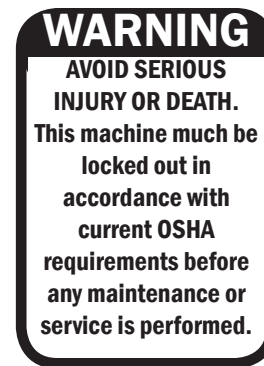 WARNING
AVOID SERIOUS
INJURY OR DEATH.
This machine much be
locked out in
accordance with
current OSHA
requirements before
any maintenance or
service is performed.